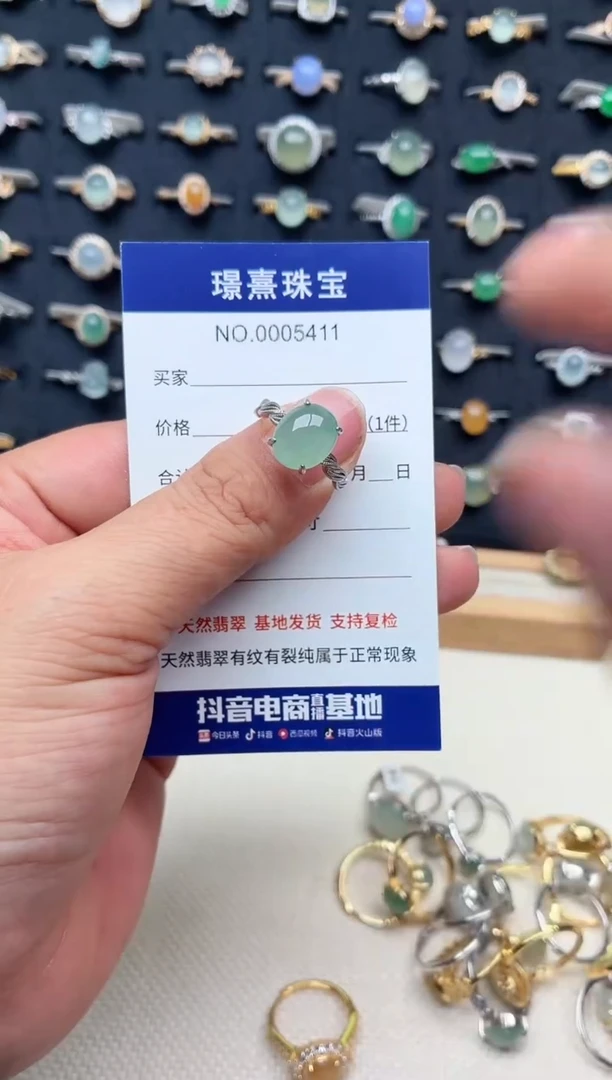 璟熹珠宝
NO.0005411
买家
价格 (1件)
合 月 日
天然翡翠 基地发货 支持复检
天然翡翠有纹有裂纯属于正常现象
抖音电商直播基地
今日头条 抖音 西瓜视频 抖音火山版